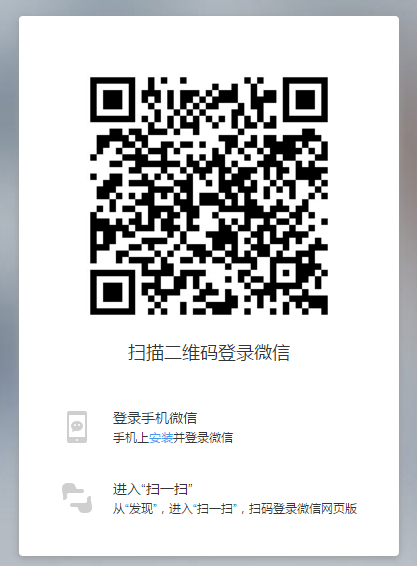 扫描二维码登录微信
登录手机微信
手机上安装并登录微信
进入“扫一扫”
从“发现”，进入“扫一扫”，扫码登录微信网页版